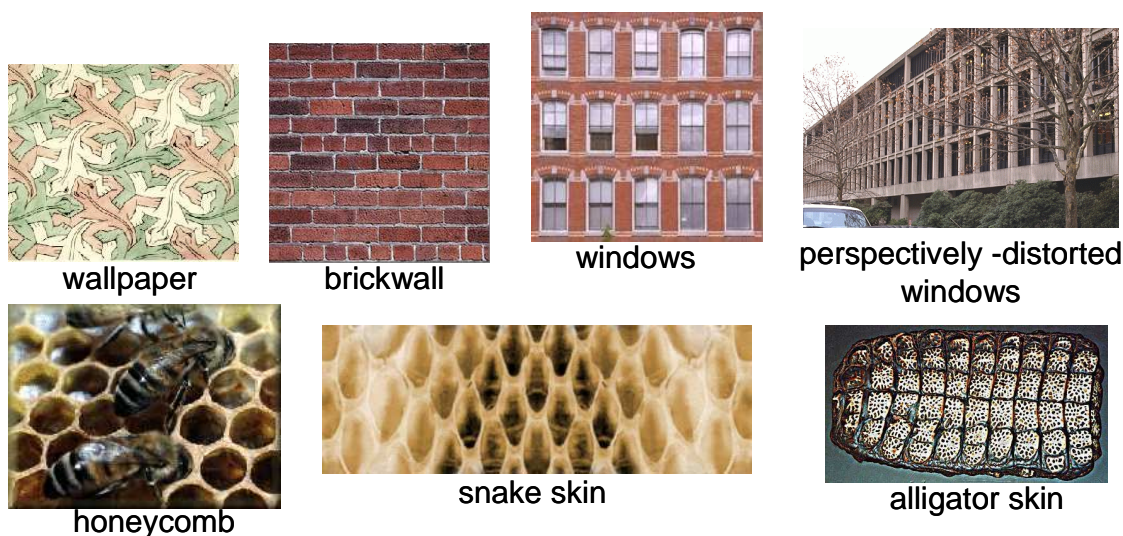 wallpaper
brickwall
windows
perspectively -distorted
windows
honeycomb
snake skin
alligator skin